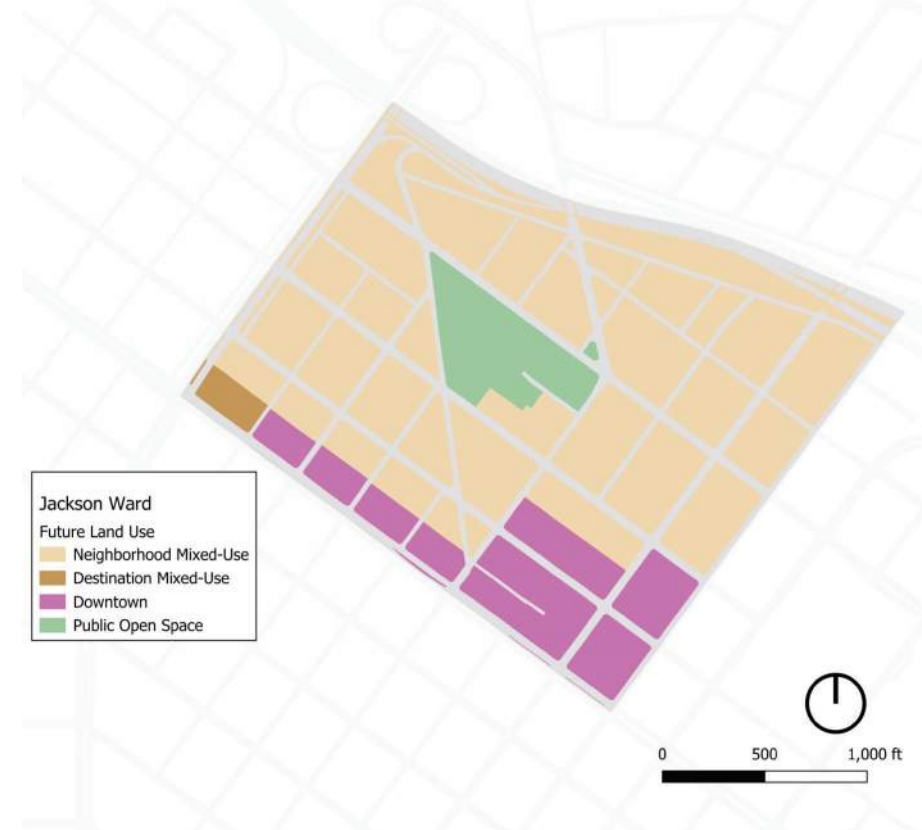 Jackson Ward
Future Land Use
Neighborhood Mixed-Use
Destination Mixed-Use
Downtown
Public Open Space
0 500 1,000 ft